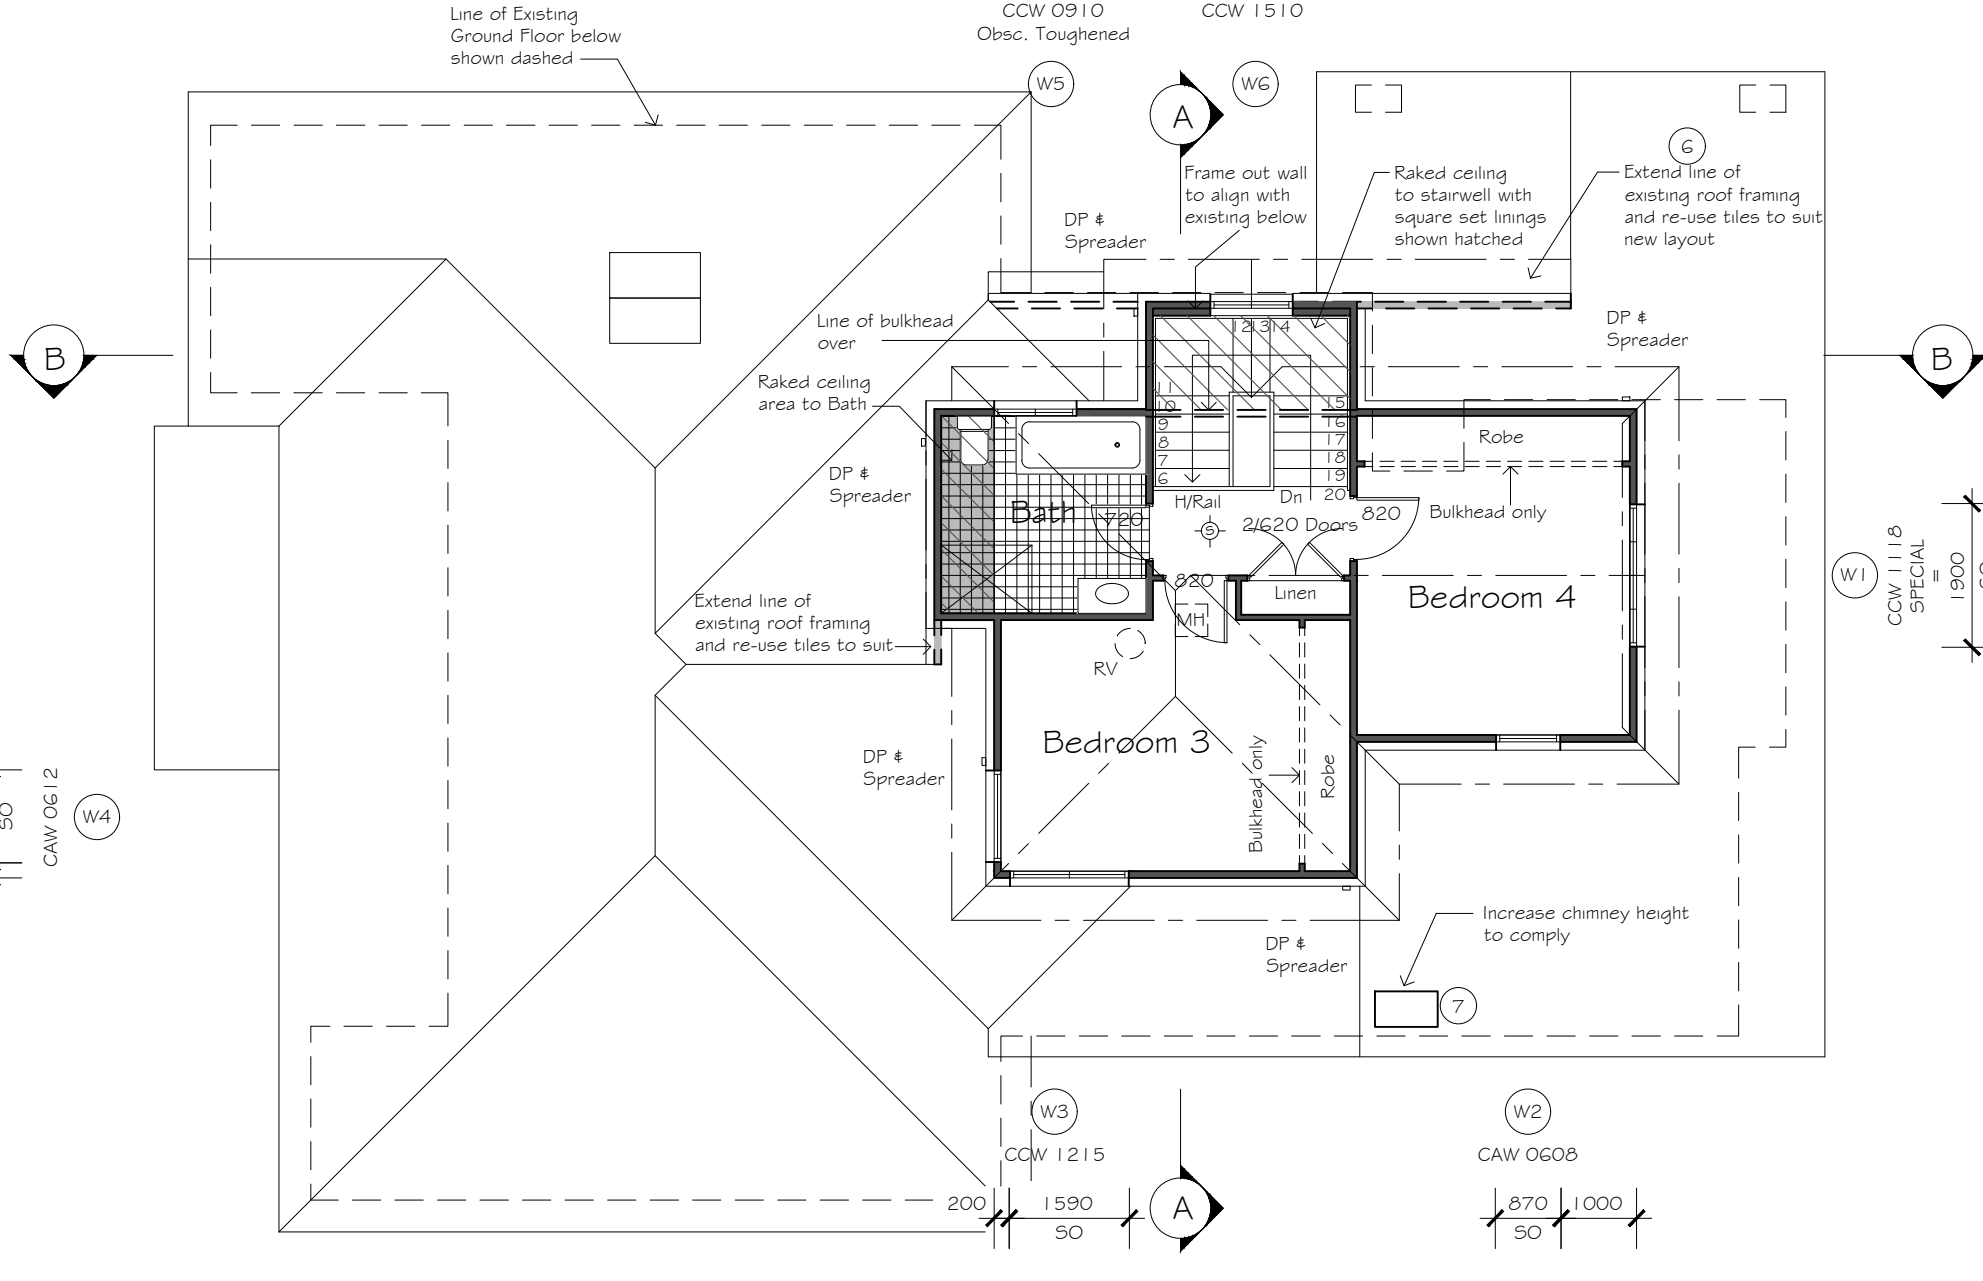 Line of Existing
Ground Floor below
shown dashed
CCW 0910
Obsc. Toughened
CCW 1510
W5
W6
A
6
Frame out wall
to align with
existing below
Raked ceiling
to stairwell with
square set linings
shown hatched
Extend line of
existing roof framing
and re-use tiles to suit
new layout
DP &
Spreader
Line of bulkhead
over
DP &
Spreader
B
B
Raked ceiling
area to Bath
12 13 14
11
10
9
8
7
6
15
16
17
18
19
20
Robe
DP &
Spreader
H/Rail
Dn
Bulkhead only
Bath
720
S
2/620 Doors
820
W1
CCW 1118
SPECIAL
=
1900
820
Linen
Bedroom 4
Extend line of
existing roof framing
and re-use tiles to suit
MH
RV
Bedroom 3
Bulkhead only
Robe
DP &
Spreader
SO
CAW 0612
W4
Increase chimney height
to comply
DP &
Spreader
7
W3
CCW 1215
W2
CAW 0608
A
200
1590
SO
870
1000
SO